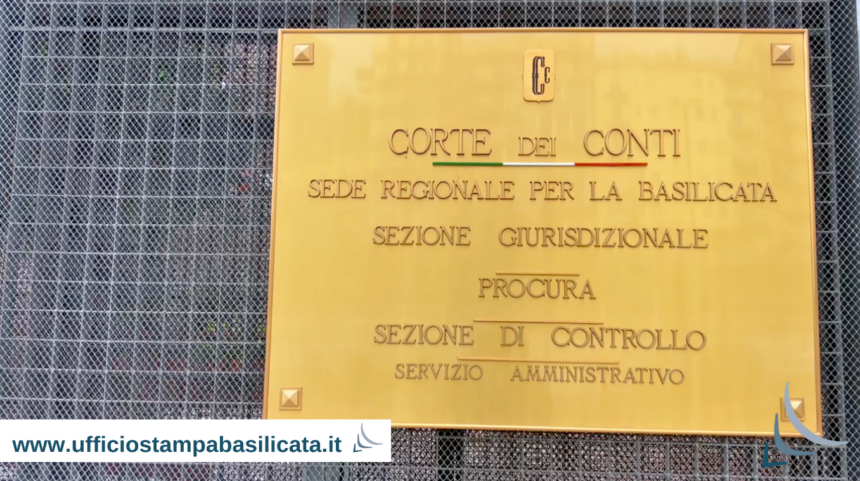 Cc
CORTE DEI CONTI
SEDE REGIONALE PER LA BASILICATA
SEZIONE GIURISDIZIONALE
PROCURA
SEZIONE DI CONTROLLO
SERVIZIO AMMINISTRATIVO
www.ufficiostampabasilicata.it